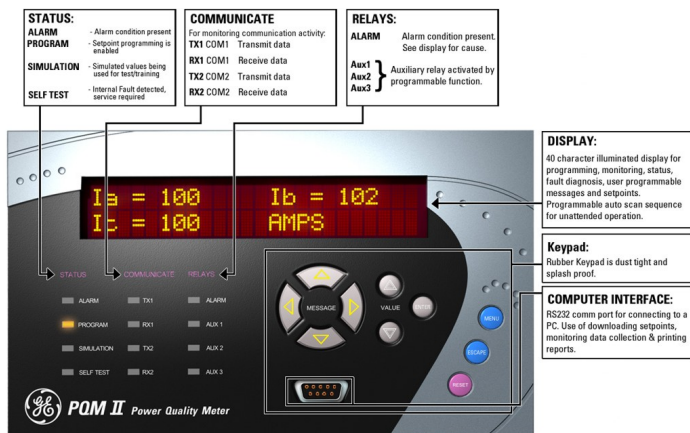 STATUS:
ALARM - Alarm condition present
PROGRAM - Setpoint programming is
enabled
SIMULATION - Simulated values being
used for test/training
SELF TEST - Internal Fault detected,
service required
COMMUNICATE
For monitoring communication activity:
TX1 COM1 Transmit data
RX1 COM1 Receive data
TX2 COM2 Transmit data
RX2 COM2 Receive data
RELAYS:
ALARM Alarm condition present.
See display for cause.
Aux1
Aux2
Aux3
Auxiliary relay activated by
programmable function.
DISPLAY:
40 character illuminated display for
programming, monitoring, status,
fault diagnosis, user programmable
messages and setpoints.
Programmable auto scan sequence
for unattended operation.
Keypad:
Rubber Keypad is dust tight and
splash proof.
COMPUTER INTERFACE:
RS232 comm port for connecting to a
PC. Use of downloading setpoints,
monitoring data collection & printing
reports.
Ia = 100 Ib = 102
Ic = 100 AMPS
STATUS COMMUNICATE RELAYS
ALARM TX1 ALARM
PROGRAM RX1 AUX 1
SIMULATION TX2 AUX 2
SELF TEST RX2 AUX 3
MESSAGE
VALUE
ENTER
MENU
ESCAPE
RESET
GE
PQM II Power Quality Meter